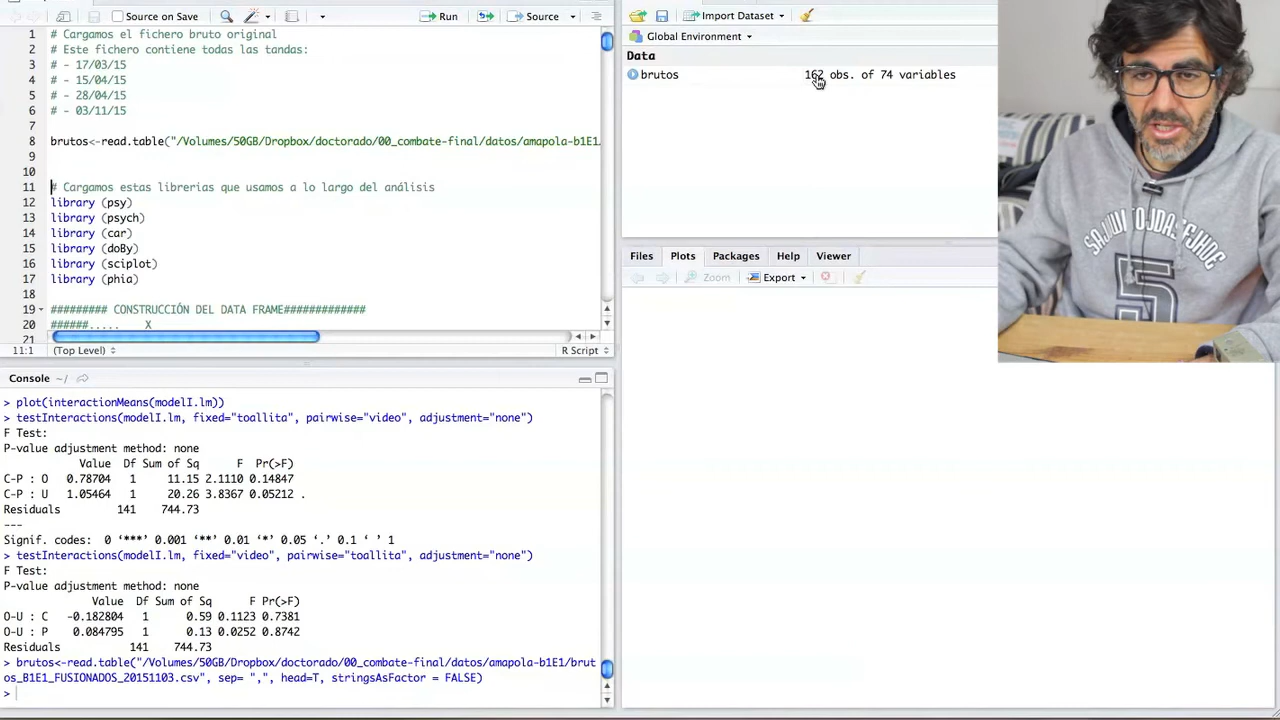 Source on Save
Run
Source
1 # Cargamos el fichero bruto original
2 # Este fichero contiene todas las tandas:
3 # - 17/03/15
4 # - 15/04/15
5 # - 28/04/15
6 # - 03/11/15
7
8 brutos<-read.table("/Volumes/50GB/Dropbox/doctorado/00_combate-final/datos/amapola-b1E1/
9
10
11 # Cargamos estas librerias que usamos a lo largo del análisis
12 library (psy)
13 library (psych)
14 library (car)
15 library (doBy)
16 library (sciplot)
17 library (phia)
18
19 ######### CONSTRUCCIÓN DEL DATA FRAME#############
20 ######..... X
21
11:1 (Top Level) R Script
Console ~/
> plot(interactionMeans(modelI.lm))
> testInteractions(modelI.lm, fixed="toallita", pairwise="video", adjustment="none")
F Test:
P-value adjustment method: none
Value Df Sum of Sq F Pr(>F)
C-P : O 0.78704 1 11.15 2.1110 0.14847
C-P : U 1.05464 1 20.26 3.8367 0.05212 .
Residuals 141 744.73
---
Signif. codes: 0 ‘***’ 0.001 ‘**’ 0.01 ‘*’ 0.05 ‘.’ 0.1 ‘ ’ 1
> testInteractions(modelI.lm, fixed="video", pairwise="toallita", adjustment="none")
F Test:
P-value adjustment method: none
Value Df Sum of Sq F Pr(>F)
O-U : C -0.182804 1 0.59 0.1123 0.7381
O-U : P 0.084795 1 0.13 0.0252 0.8742
Residuals 141 744.73
> brutos<-read.table("/Volumes/50GB/Dropbox/doctorado/00_combate-final/datos/amapola-b1E1/brut
os_B1E1_FUSIONADOS_20151103.csv", sep= ",", head=T, stringsAsFactor = FALSE)
>
Import Dataset
Global Environment
Data
brutos 162 obs. of 74 variables
Files Plots Packages Help Viewer
Zoom Export
5